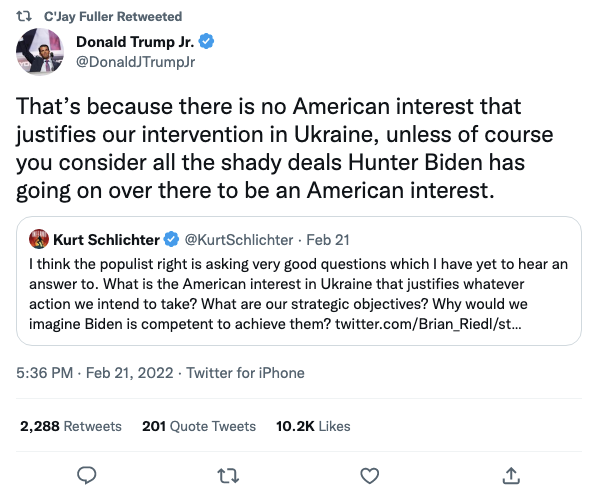 C'Jay Fuller Retweeted
Donald Trump Jr.
@DonaldJTrumpJr
That’s because there is no American interest that
justifies our intervention in Ukraine, unless of course
you consider all the shady deals Hunter Biden has
going on over there to be an American interest.
Kurt Schlichter @KurtSchlichter · Feb 21
I think the populist right is asking very good questions which I have yet to hear an
answer to. What is the American interest in Ukraine that justifies whatever
action we intend to take? What are our strategic objectives? Why would we
imagine Biden is competent to achieve them? twitter.com/Brian_Riedl/st…
5:36 PM · Feb 21, 2022 · Twitter for iPhone
2,288 Retweets 201 Quote Tweets 10.2K Likes